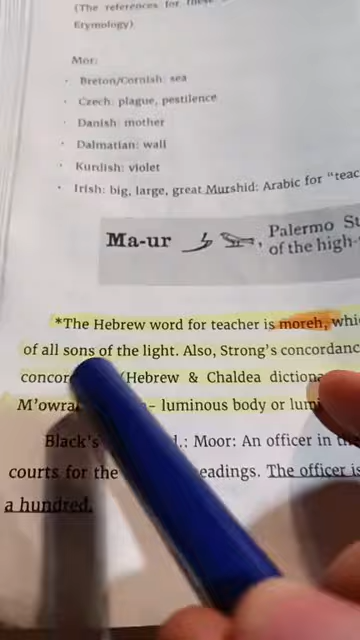 (The references for these
Etymology)
Mor:
· Breton/Cornish: sea
· Czech: plague, pestilence
· Danish: mother
· Dalmatian: wall
· Kurdish: violet
· Irish: big, large, great Murshid: Arabic for "teac
Ma-ur , Palermo St
of the high-
*The Hebrew word for teacher is moreh, whi
of all sons of the light. Also, Strong's concordanc
concor (Hebrew & Chaldea dictiona
M'owra - luminous body or lumi
Black's d.: Moor: An officer in the
courts for the eadings. The officer is
a hundred.